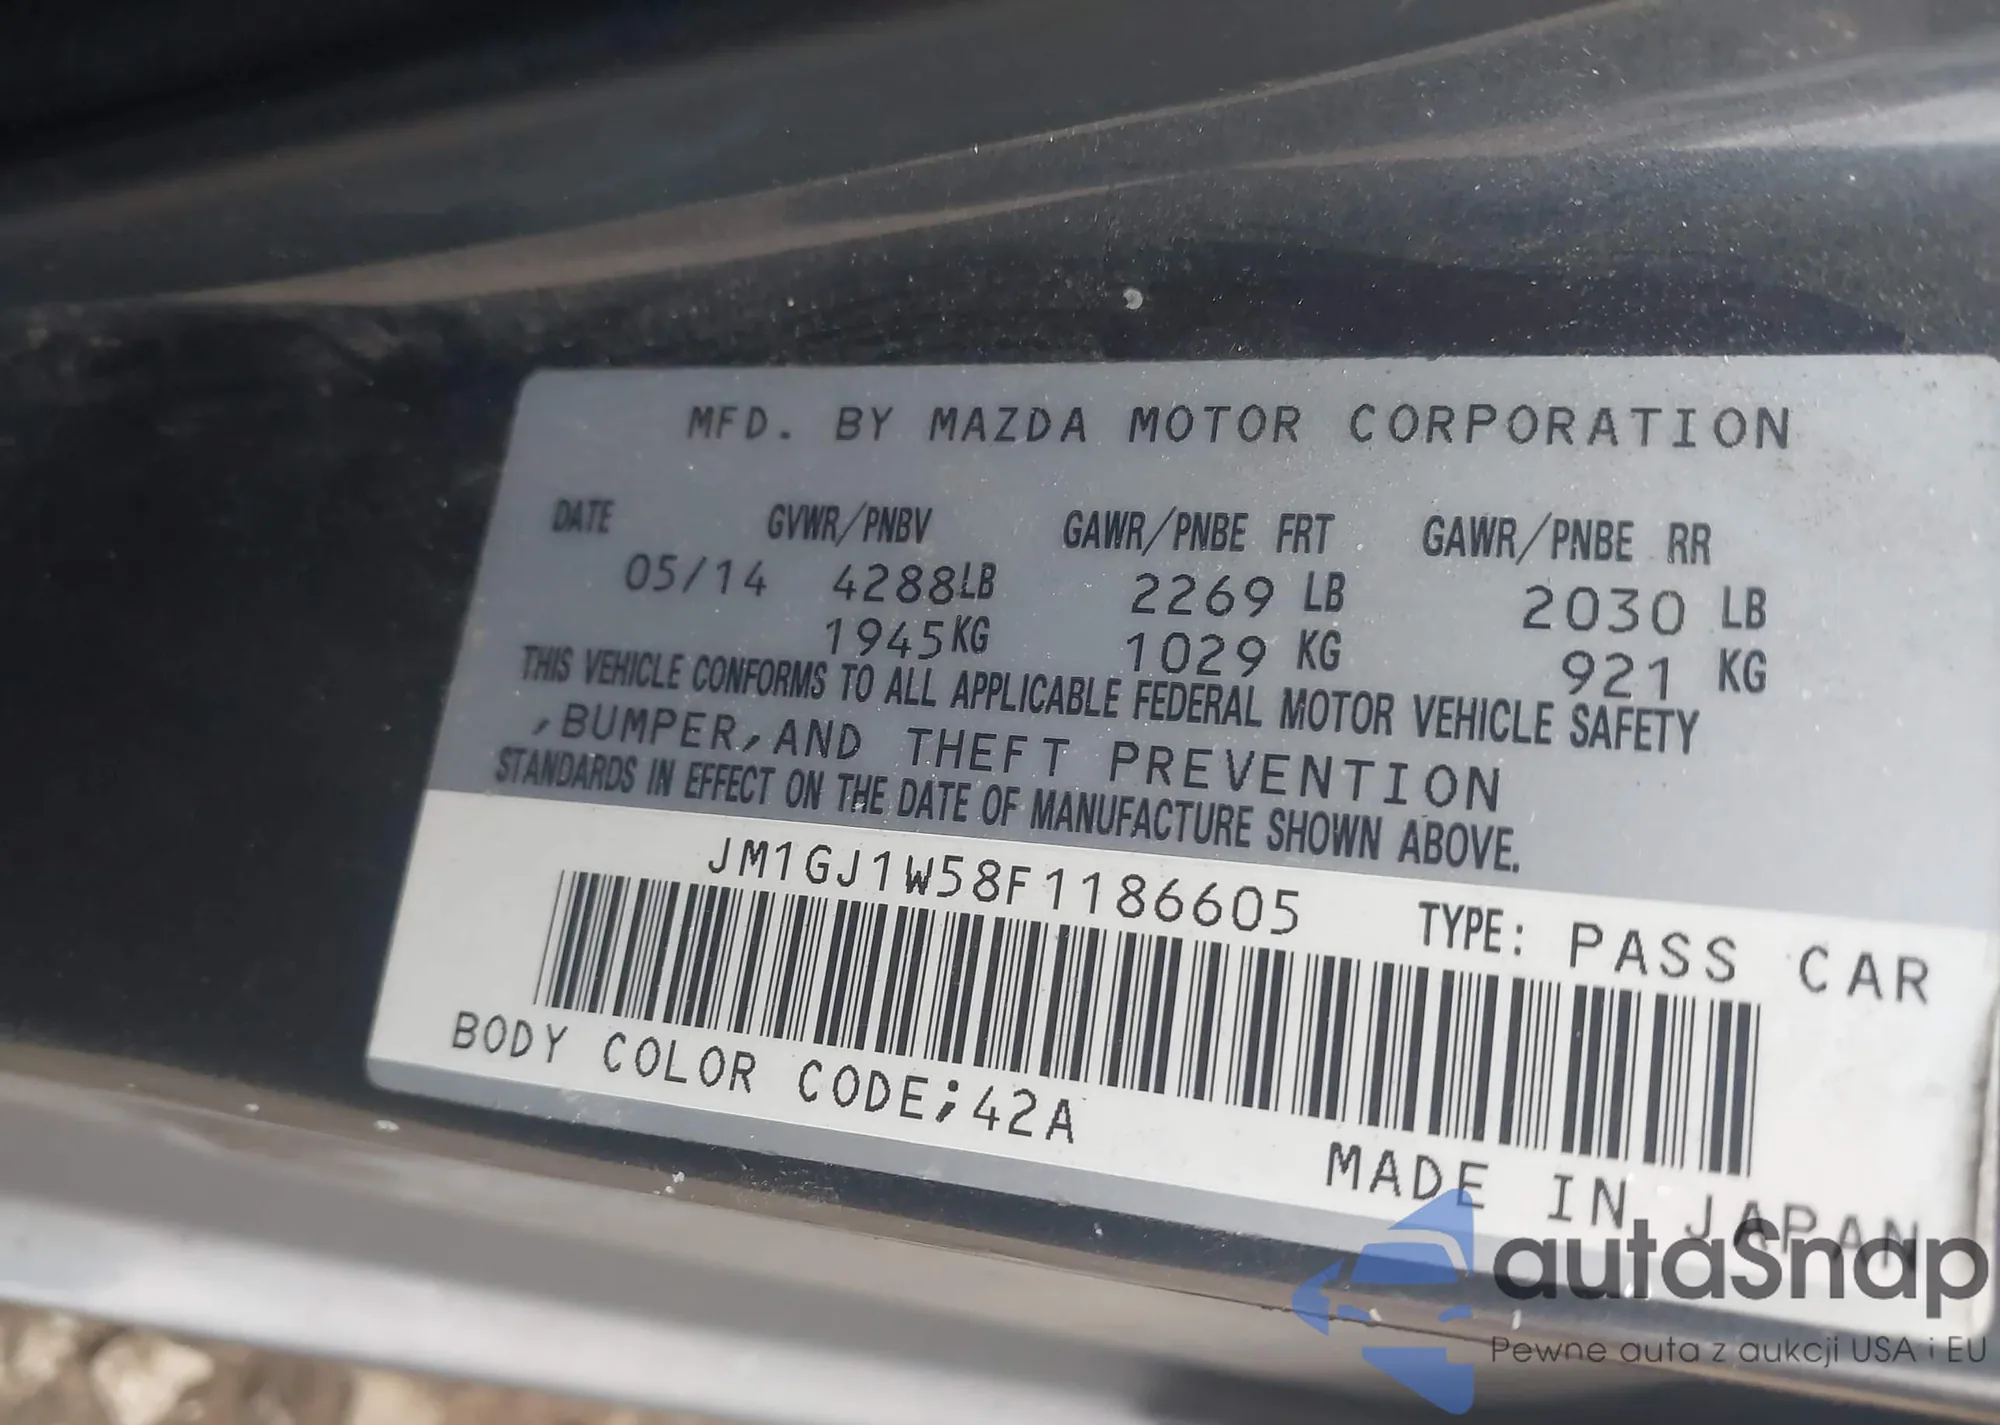 MFD. BY MAZDA MOTOR CORPORATION
DATE GVWR/PNBV GAWR/PNBE FRT GAWR/PNBE RR
05/14 4288LB 2269 LB 2030 LB
1945KG 1029 KG 921 KG
THIS VEHICLE CONFORMS TO ALL APPLICABLE FEDERAL MOTOR VEHICLE SAFETY
,BUMPER,AND THEFT PREVENTION
STANDARDS IN EFFECT ON THE DATE OF MANUFACTURE SHOWN ABOVE.
JM1GJ1W58F1186605 TYPE: PASS CAR
BODY COLOR CODE;42A
MADE IN JAPAN
autaSnap
Pewne auta z aukcji USA i EU